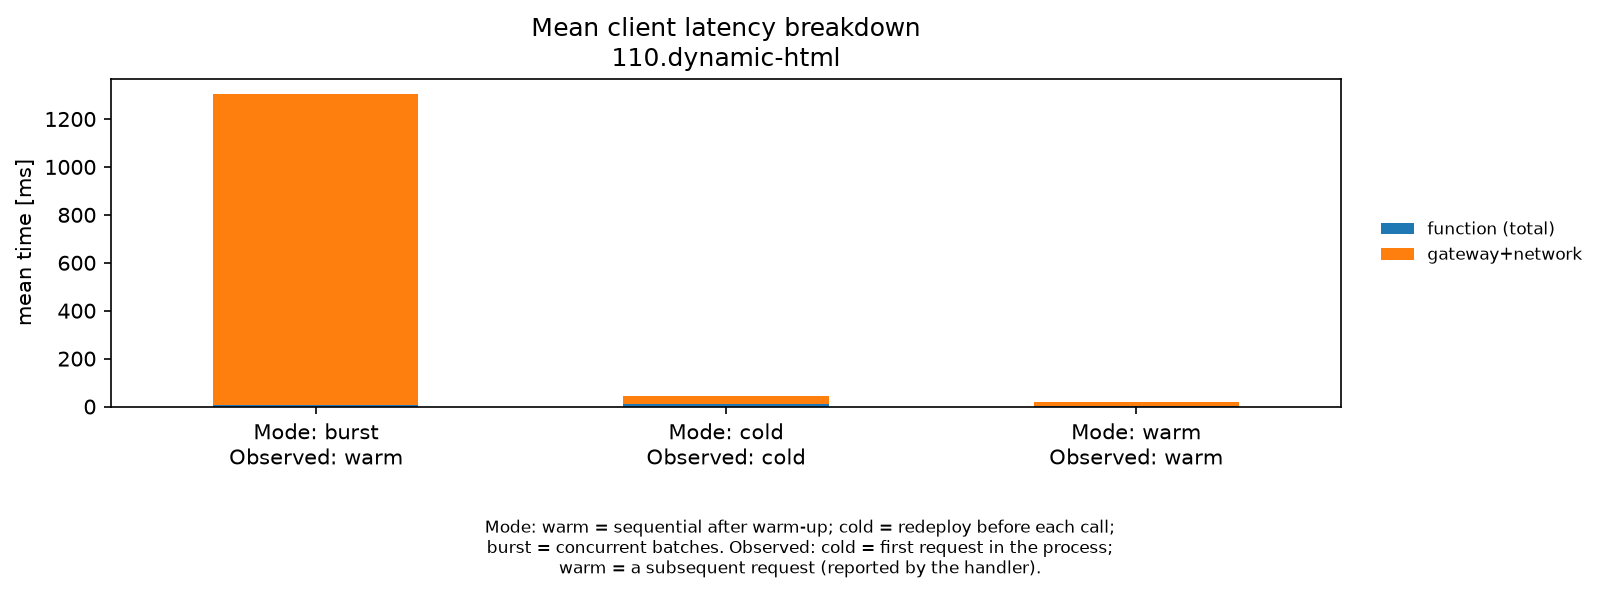 Mean client latency breakdown
110.dynamic-html
mean time [ms]
1200
1000
800
600
400
200
0
Mode: burst
Observed: warm
Mode: cold
Observed: cold
Mode: warm
Observed: warm
function (total)
gateway+network
Mode: warm = sequential after warm-up; cold = redeploy before each call;
burst = concurrent batches. Observed: cold = first request in the process;
warm = a subsequent request (reported by the handler).